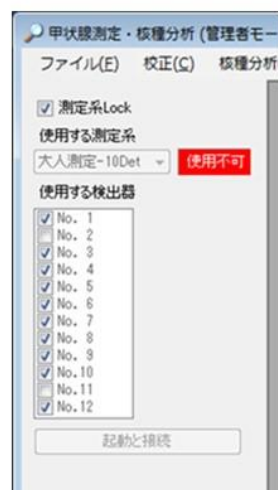 甲状腺測定・核種分析 (管理者モー
ファイル(F) 校正(C) 核種分析
測定系Lock
使用する測定系
大人測定-10Det 使用不可
使用する検出器
No. 1
No. 2
No. 3
No. 4
No. 5
No. 6
No. 7
No. 8
No. 9
No.10
No.11
No.12
起動と接続